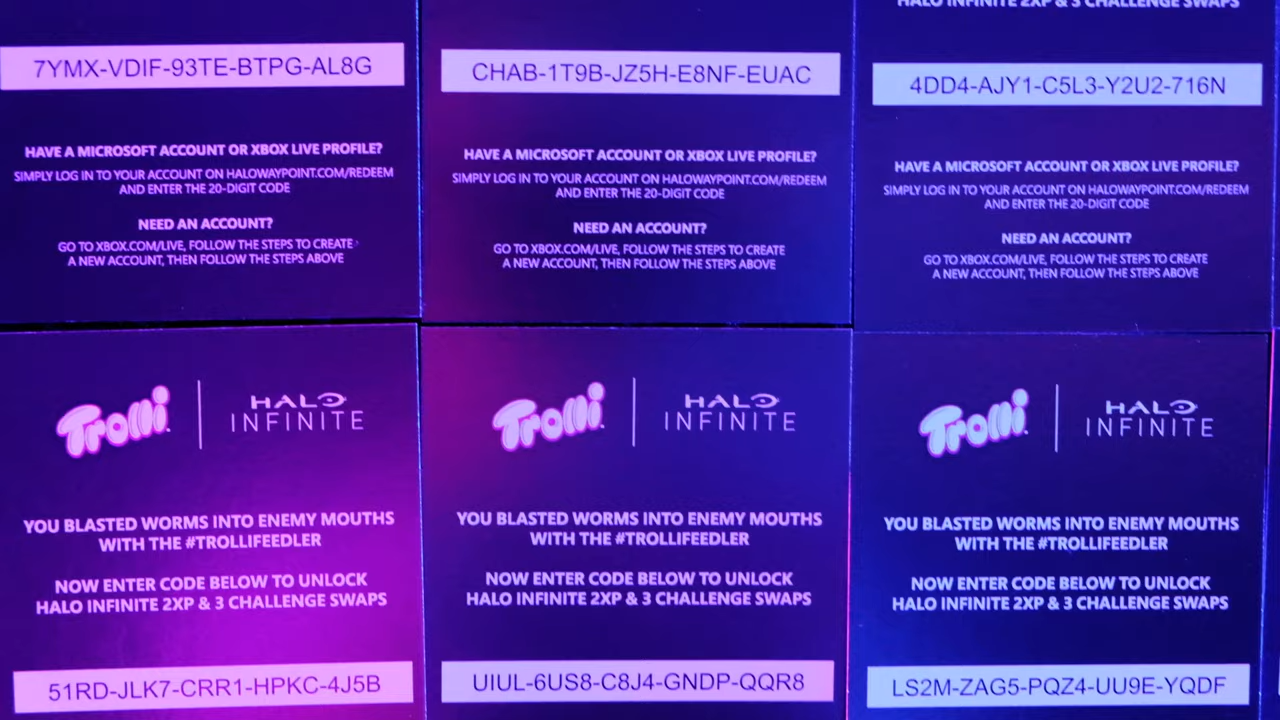 7YMX-VDIF-93TE-BTPG-AL8G
HAVE A MICROSOFT ACCOUNT OR XBOX LIVE PROFILE?
SIMPLY LOG IN TO YOUR ACCOUNT ON HALOWAYPOINT.COM/REDEEM
AND ENTER THE 20-DIGIT CODE
NEED AN ACCOUNT?
GO TO XBOX.COM/LIVE, FOLLOW THE STEPS TO CREATE
A NEW ACCOUNT, THEN FOLLOW THE STEPS ABOVE
CHAB-1T9B-JZ5H-E8NF-EUAC
HAVE A MICROSOFT ACCOUNT OR XBOX LIVE PROFILE?
SIMPLY LOG IN TO YOUR ACCOUNT ON HALOWAYPOINT.COM/REDEEM
AND ENTER THE 20-DIGIT CODE
NEED AN ACCOUNT?
GO TO XBOX.COM/LIVE, FOLLOW THE STEPS TO CREATE
A NEW ACCOUNT, THEN FOLLOW THE STEPS ABOVE
HALO INFINITE 2XP & 3 CHALLENGE SWAPS
4DD4-AJY1-C5L3-Y2U2-716N
HAVE A MICROSOFT ACCOUNT OR XBOX LIVE PROFILE?
SIMPLY LOG IN TO YOUR ACCOUNT ON HALOWAYPOINT.COM/REDEEM
AND ENTER THE 20-DIGIT CODE
NEED AN ACCOUNT?
GO TO XBOX.COM/LIVE, FOLLOW THE STEPS TO CREATE
A NEW ACCOUNT, THEN FOLLOW THE STEPS ABOVE
Trolli
HALO
INFINITE
YOU BLASTED WORMS INTO ENEMY MOUTHS
WITH THE #TROLLIFEEDLER
NOW ENTER CODE BELOW TO UNLOCK
HALO INFINITE 2XP & 3 CHALLENGE SWAPS
51RD-JLK7-CRR1-HPKC-4J5B
Trolli
HALO
INFINITE
YOU BLASTED WORMS INTO ENEMY MOUTHS
WITH THE #TROLLIFEEDLER
NOW ENTER CODE BELOW TO UNLOCK
HALO INFINITE 2XP & 3 CHALLENGE SWAPS
UIUL-6US8-C8J4-GNDP-QQR8
Trolli
HALO
INFINITE
YOU BLASTED WORMS INTO ENEMY MOUTHS
WITH THE #TROLLIFEEDLER
NOW ENTER CODE BELOW TO UNLOCK
HALO INFINITE 2XP & 3 CHALLENGE SWAPS
LS2M-ZAG5-PQZ4-UU9E-YQDF